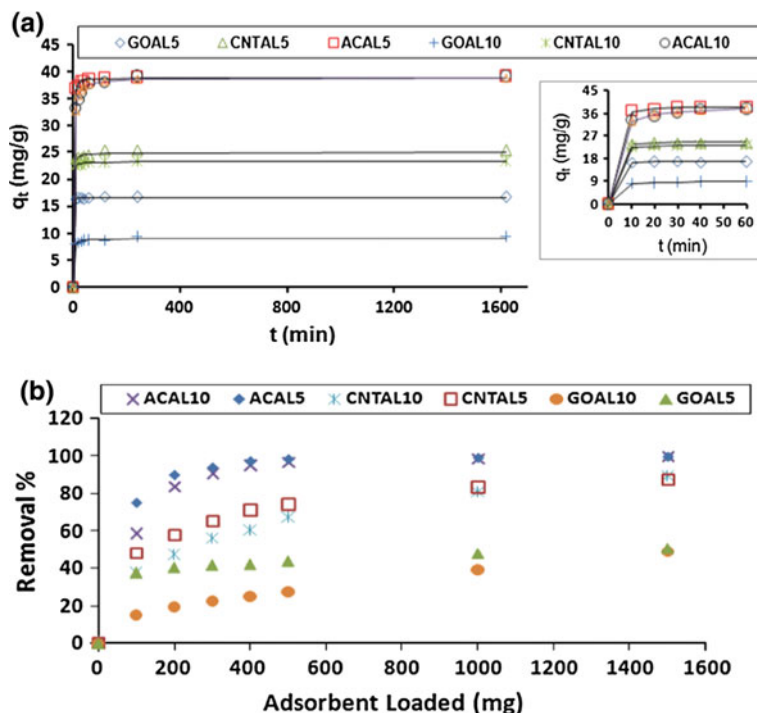 (a)
GOAL5 CNTAL5 ACAL5 GOAL10 CNTAL10 ACAL10
45
40
35
30
25
20
15
10
5
0
qt (mg/g)
0 400 800 1200 1600
t (min)
45
36
27
18
9
0
qt (mg/g)
0 10 20 30 40 50 60
t (min)
(b)
ACAL10 ACAL5 CNTAL10 CNTAL5 GOAL10 GOAL5
120
100
80
60
40
20
0
Removal %
0 200 400 600 800 1000 1200 1400 1600
Adsorbent Loaded (mg)